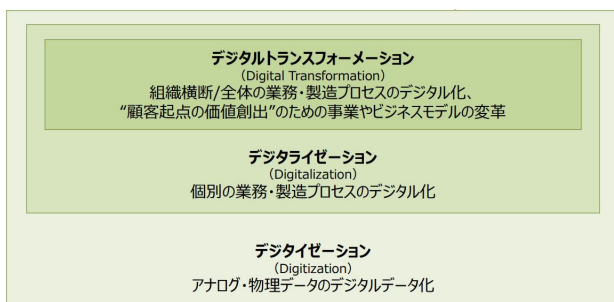 デジタルトランスフォーメーション
(Digital Transformation)
組織横断/全体の業務・製造プロセスのデジタル化、
“顧客起点の価値創出”のための事業やビジネスモデルの変革
デジタライゼーション
(Digitalization)
個別の業務・製造プロセスのデジタル化
デジタイゼーション
(Digitization)
アナログ・物理データのデジタルデータ化